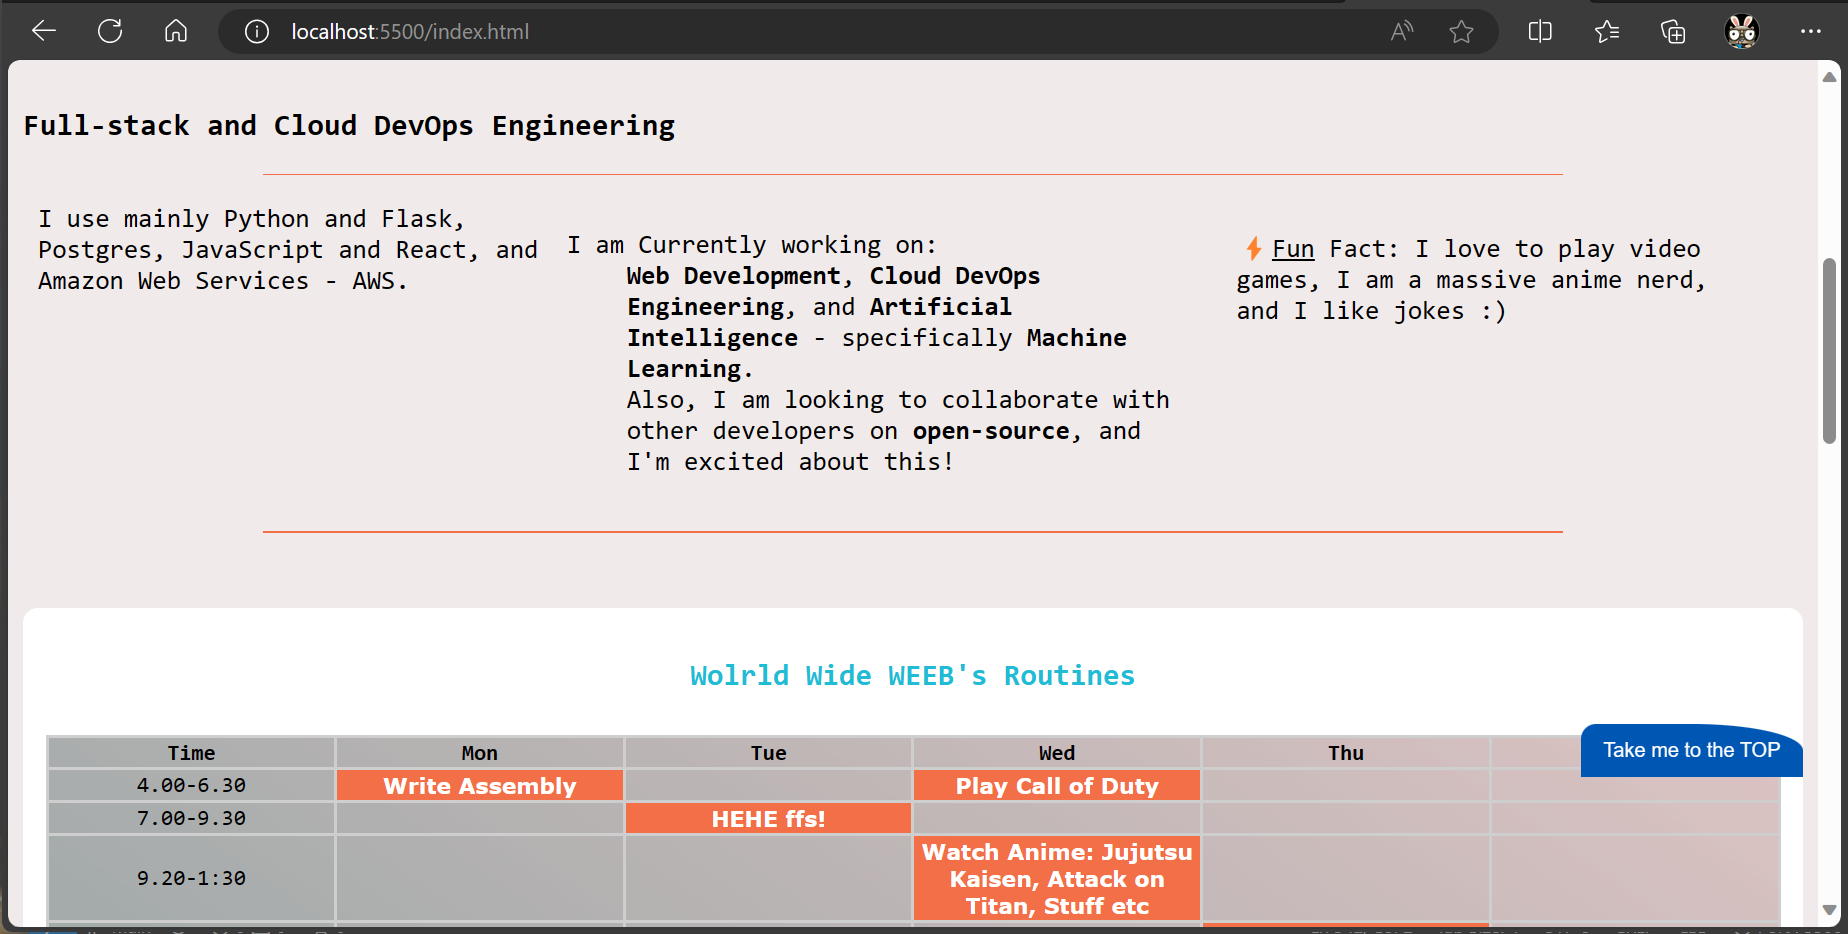 localhost:5500/index.html
Full-stack and Cloud DevOps Engineering
I use mainly Python and Flask,
Postgres, JavaScript and React, and
Amazon Web Services - AWS.
I am Currently working on:
Web Development, Cloud DevOps
Engineering, and Artificial
Intelligence - specifically Machine
Learning.
Also, I am looking to collaborate with
other developers on open-source, and
I'm excited about this!
Fun Fact: I love to play video
games, I am a massive anime nerd,
and I like jokes :)
Wolrld Wide WEEB's Routines
Take me to the TOP
Time Mon Tue Wed Thu
4.00-6.30 Write Assembly Play Call of Duty
7.00-9.30 HEHE ffs!
9.20-1:30 Watch Anime: Jujutsu
Kaisen, Attack on
Titan, Stuff etc